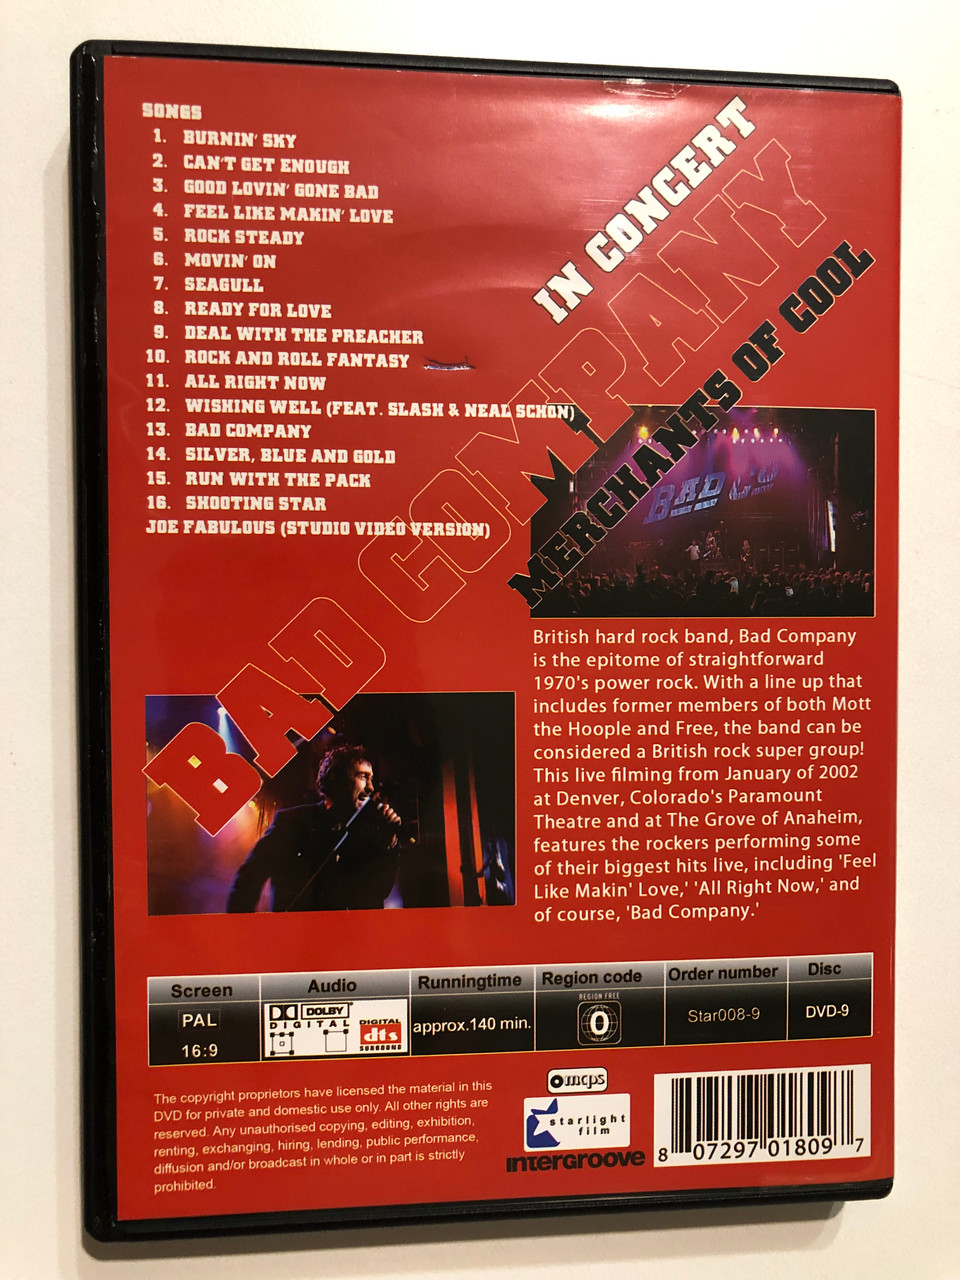 SONGS
1. BURNIN' SKY
2. CAN'T GET ENOUGH
3. GOOD LOVIN' GONE BAD
4. FEEL LIKE MAKIN' LOVE
5. ROCK STEADY
6. MOVIN' ON
7. SEAGULL
8. READY FOR LOVE
9. DEAL WITH THE PREACHER
10. ROCK AND ROLL FANTASY
11. ALL RIGHT NOW
12. WISHING WELL (FEAT. SLASH & NEAL SCHON)
13. BAD COMPANY
14. SILVER, BLUE AND GOLD
15. RUN WITH THE PACK
16. SHOOTING STAR
JOE FABULOUS (STUDIO VIDEO VERSION)
IN CONCERT
BAD COMPANY
MERCHANTS OF COOL
BAD CO
British hard rock band, Bad Company
is the epitome of straightforward
1970's power rock. With a line up that
includes former members of both Mott
the Hoople and Free, the band can be
considered a British rock super group!
This live filming from January of 2002
at Denver, Colorado's Paramount
Theatre and at The Grove of Anaheim,
features the rockers performing some
of their biggest hits live, including 'Feel
Like Makin' Love,' 'All Right Now,' and
of course, 'Bad Company.'
Screen Audio Runningtime Region code Order number Disc
PAL
16:9
DOLBY
DIGITAL
DIGITAL
dts
SURROUND
approx.140 min.
REGION FREE
0
Star008-9
DVD-9
The copyright proprietors have licensed the material in this
DVD for private and domestic use only. All other rights are
reserved. Any unauthorised copying, editing, exhibition,
renting, exchanging, hiring, lending, public performance,
diffusion and/or broadcast in whole or in part is strictly
prohibited.
mcps
starlight
film
intergroove
8 07297 01809 7